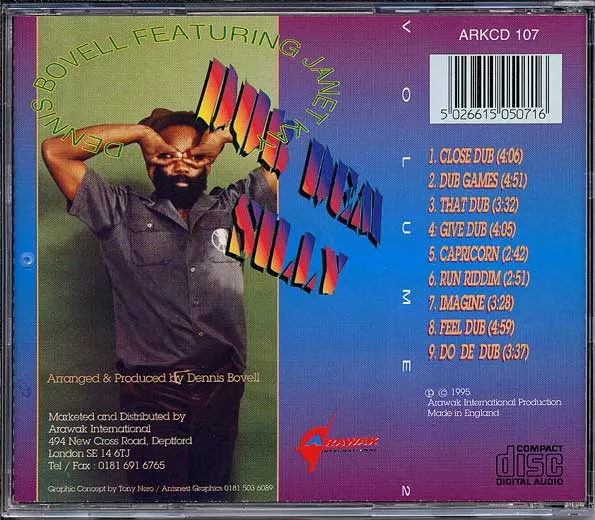 DENNIS BOVELL FEATURING JANET KAY
DUB DEM
SILLY
VOLUME 2
ARKCD 107
5 026615 050716
1. CLOSE DUB (4:06)
2. DUB GAMES (4:51)
3. THAT DUB (3:32)
4. GIVE DUB (4:05)
5. CAPRICORN (2:42)
6. RUN RIDDIM (2:51)
7. IMAGINE (3:28)
8. FEEL DUB (4:59)
9. DO DE DUB (3:37)
Arranged & Produced by Dennis Bovell
Marketed and Distributed by
Arawak International
494 New Cross Road, Deptford
London SE 14 6TJ
Tel / Fax : 0181 691 6765
Graphic Concept by Tony Nero / Antsnest Graphics 0181 503 6089
ARAWAK
INTERNATIONAL
℗ © 1995
Arawak International Production
Made in England
COMPACT
disc
DIGITAL AUDIO